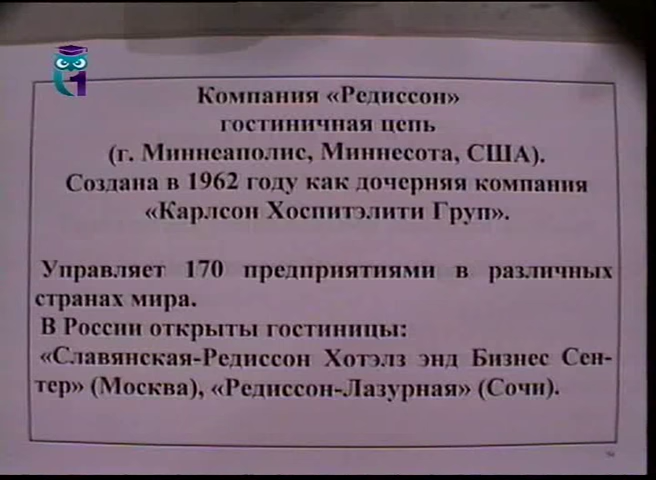 1
Компания «Редиссон»
гостиничная цепь
(г. Миннеаполис, Миннесота, США).
Создана в 1962 году как дочерняя компания
«Карлсон Хоспитэлити Груп».
Управляет 170 предприятиями в различных
странах мира.
В России открыты гостиницы:
«Славянская-Редиссон Хотэлз энд Бизнес Сен-
тер» (Москва), «Редиссон-Лазурная» (Сочи).